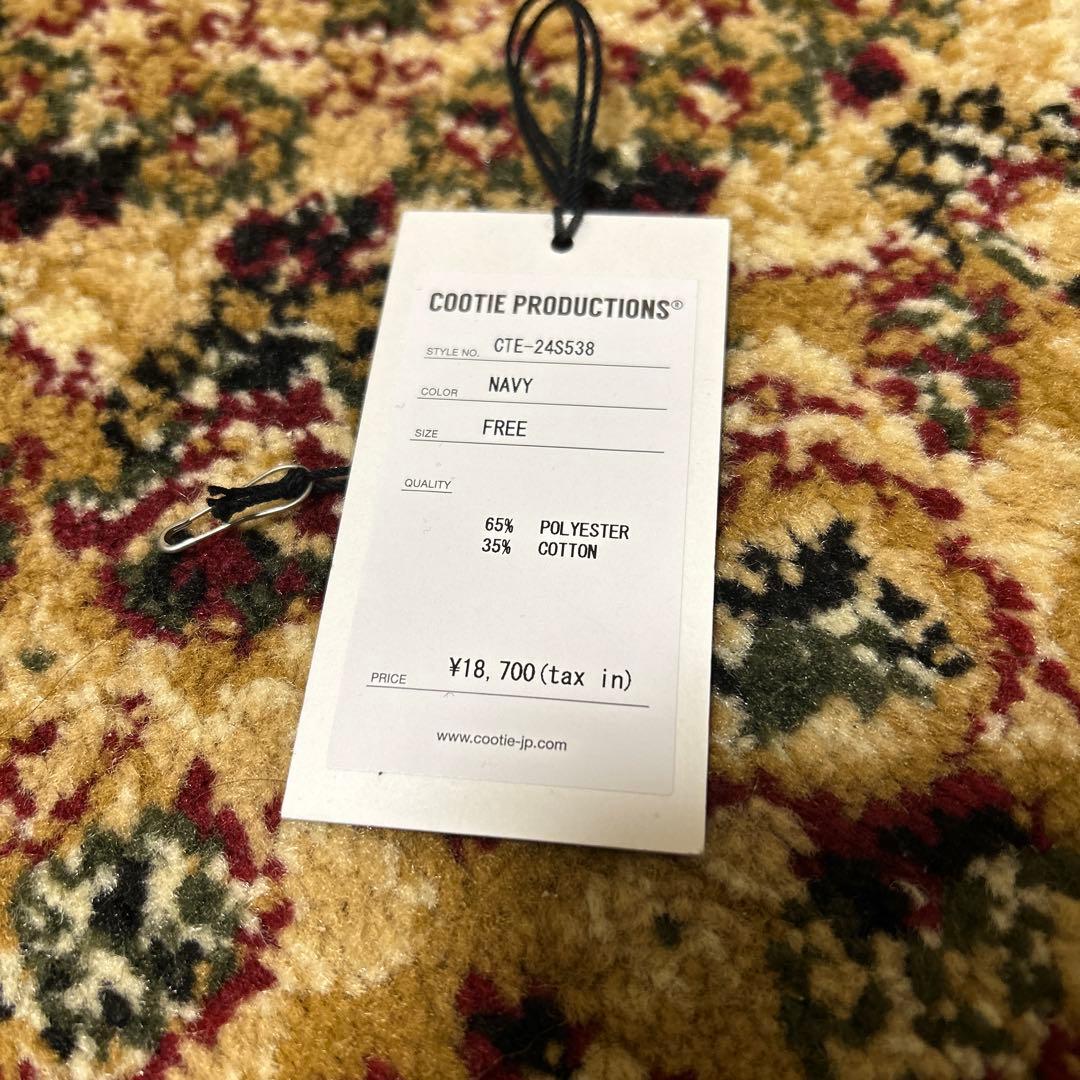 COOTIE PRODUCTIONS®
STYLE NO. CTE-24S538
COLOR NAVY
SIZE FREE
QUALITY
65% POLYESTER
35% COTTON
PRICE ¥18,700(tax in)
www.cootie-jp.com